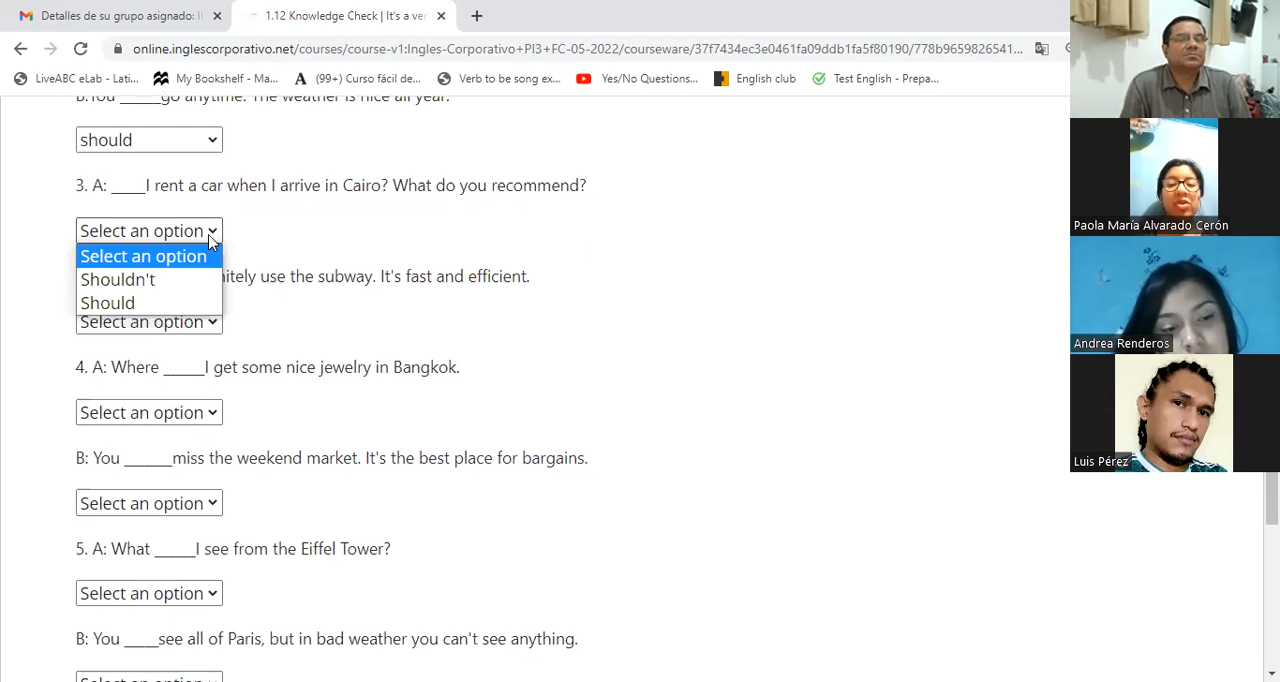 Detalles de su grupo asignado: I
1.12 Knowledge Check | It's a ver
online.inglescorporativo.net/courses/course-v1:Ingles-Corporativo+PI3+FC-05-2022/courseware/37f7434ec3e0461fa09ddb1fa5f80190/778b9659826541...
LiveABC eLab - Lati...
My Bookshelf - Ma...
(99+) Curso fácil de...
Verb to be song ex...
Yes/No Questions...
English club
Test English - Prepa...
B.You ______go anytime. The weather is nice all year.
should
3. A: ____I rent a car when I arrive in Cairo? What do you recommend?
Select an option
Select an option
Shouldn't
Should
nitely use the subway. It's fast and efficient.
Select an option
4. A: Where _____I get some nice jewelry in Bangkok.
Select an option
B: You _______miss the weekend market. It's the best place for bargains.
Select an option
5. A: What _____I see from the Eiffel Tower?
Select an option
B: You ____see all of Paris, but in bad weather you can't see anything.
Select an option
Paola María Alvarado Cerón
Andrea Renderos
Luis Pérez